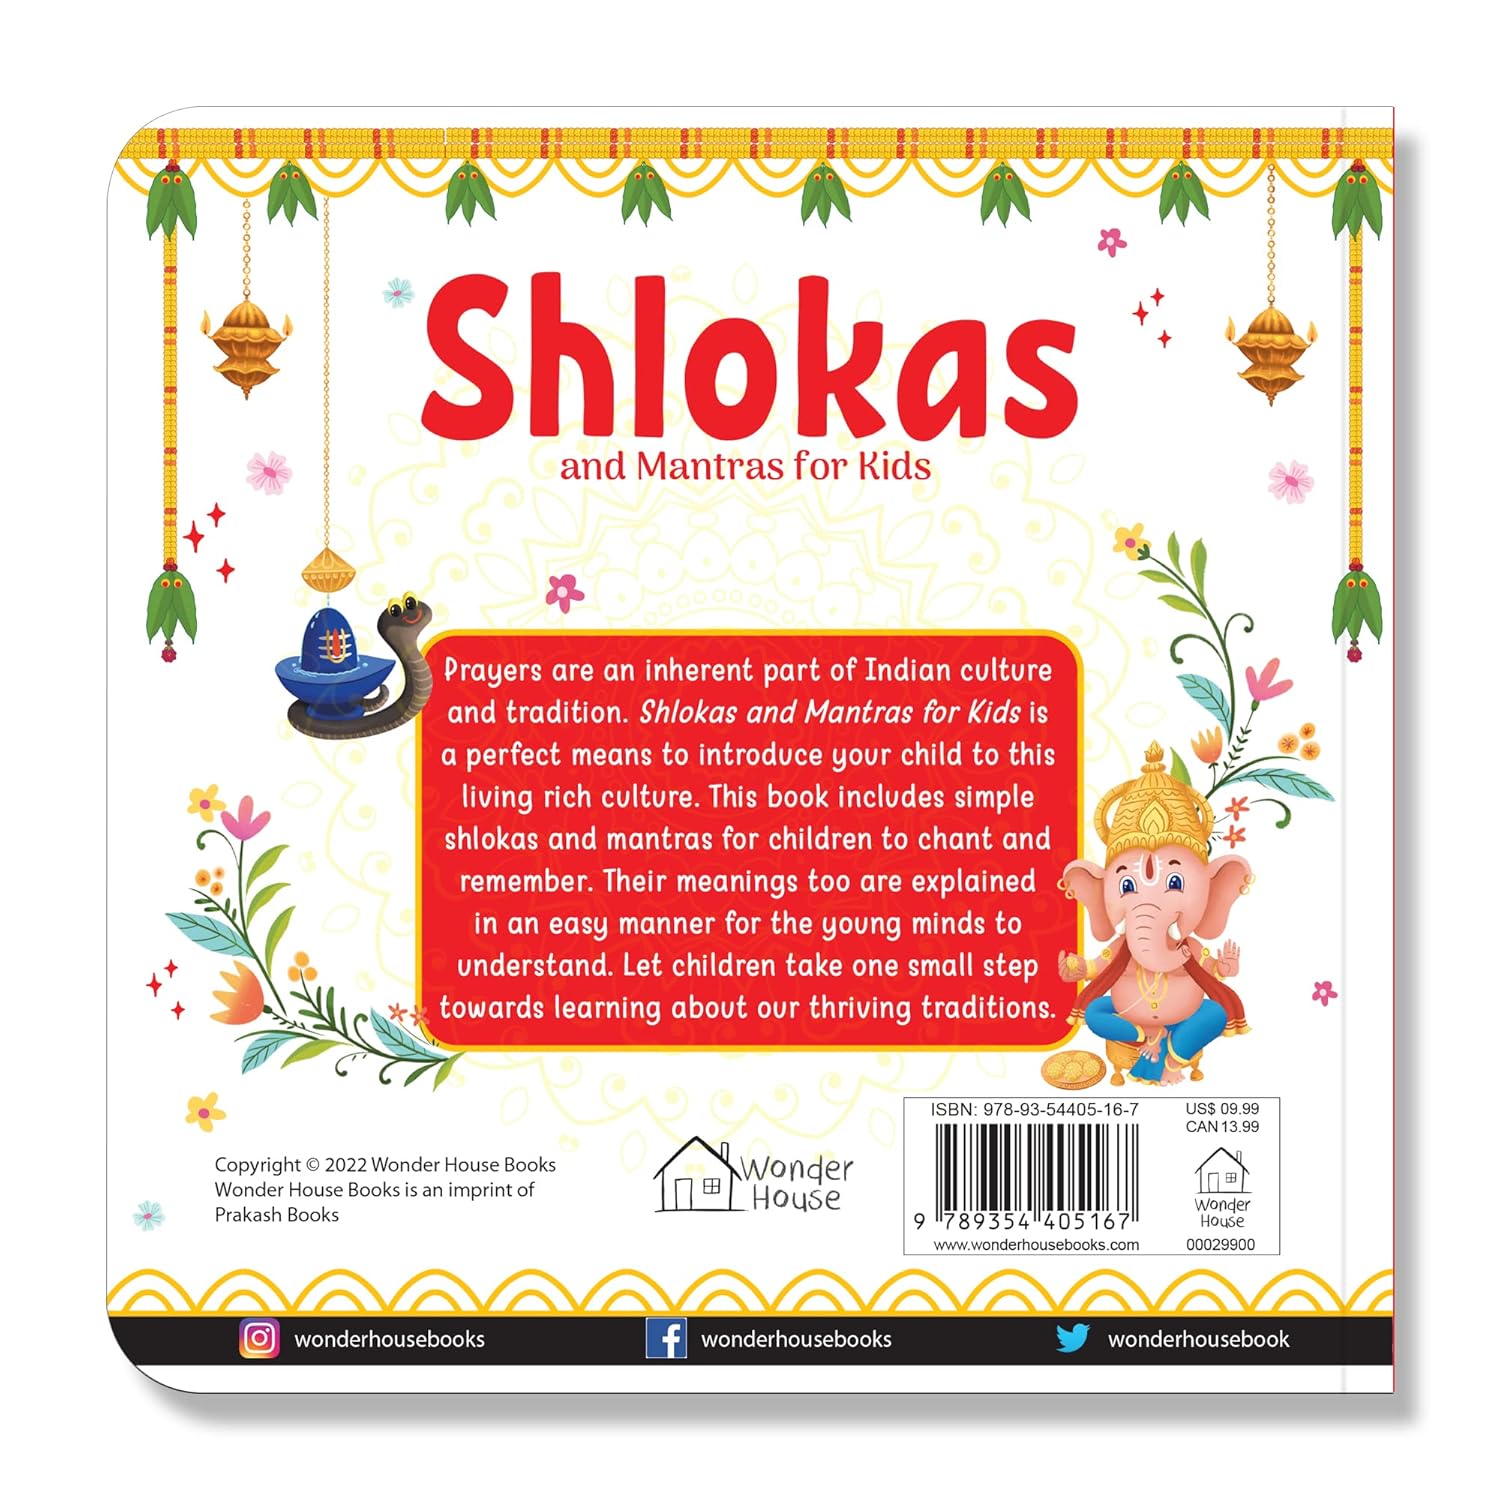 Shlokas
and Mantras for Kids
Prayers are an inherent part of Indian culture
and tradition. Shlokas and Mantras for Kids is
a perfect means to introduce your child to this
living rich culture. This book includes simple
shlokas and mantras for children to chant and
remember. Their meanings too are explained
in an easy manner for the young minds to
understand. Let children take one small step
towards learning about our thriving traditions.
Copyright © 2022 Wonder House Books
Wonder House Books is an imprint of
Prakash Books
Wonder
House
ISBN: 978-93-54405-16-7
9 789354 405167
www.wonderhousebooks.com
US$ 09.99
CAN 13.99
Wonder
House
00029900
wonderhousebooks
wonderhousebooks
wonderhousebook